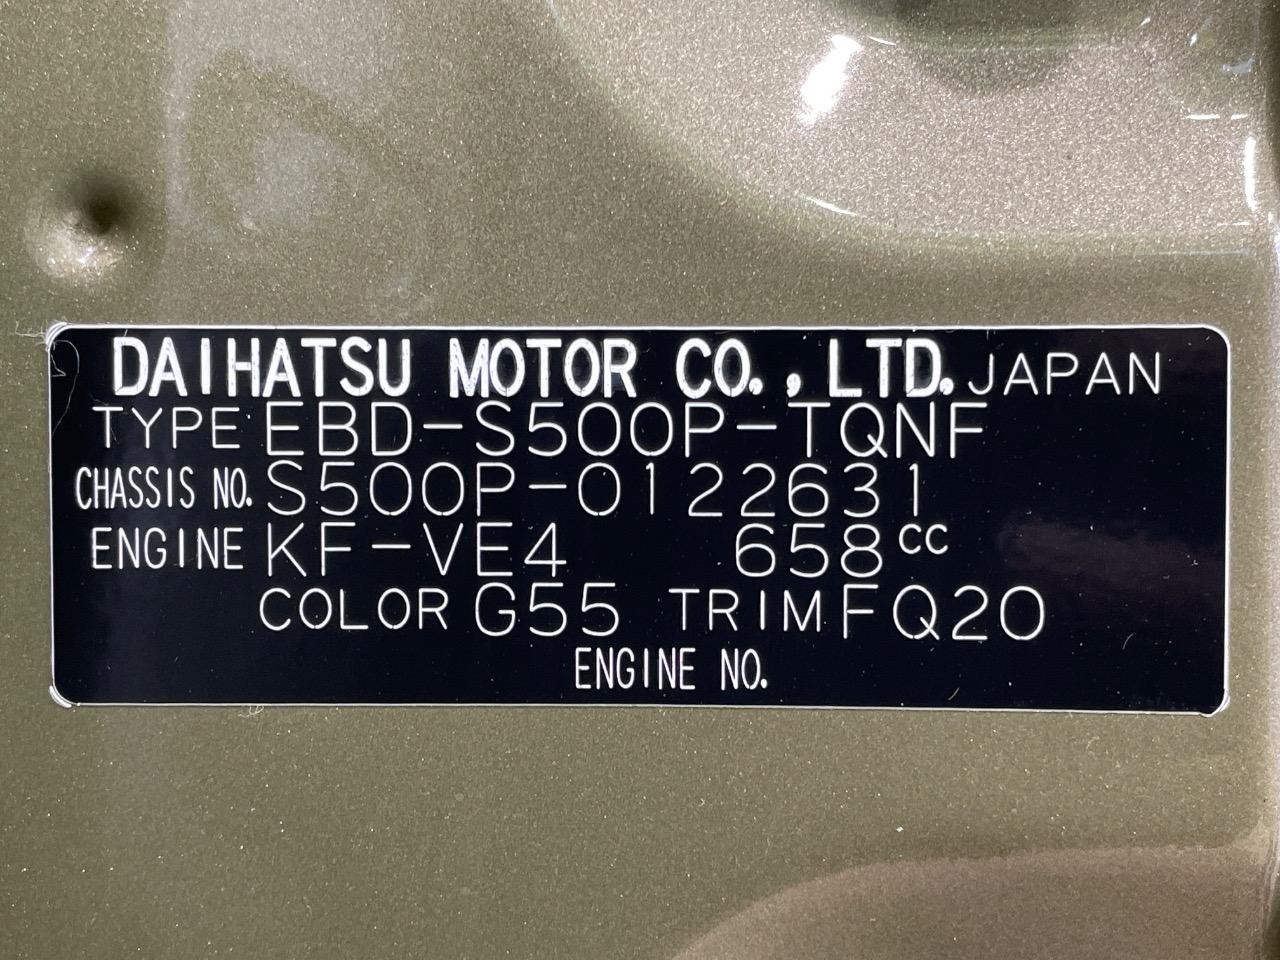 DAIHATSU MOTOR CO., LTD. JAPAN
TYPE EBD-S500P-TQNF
CHASSIS NO. S500P-0122631
ENGINE KF-VE4 658cc
COLOR G55 TRIM FQ20
ENGINE NO.